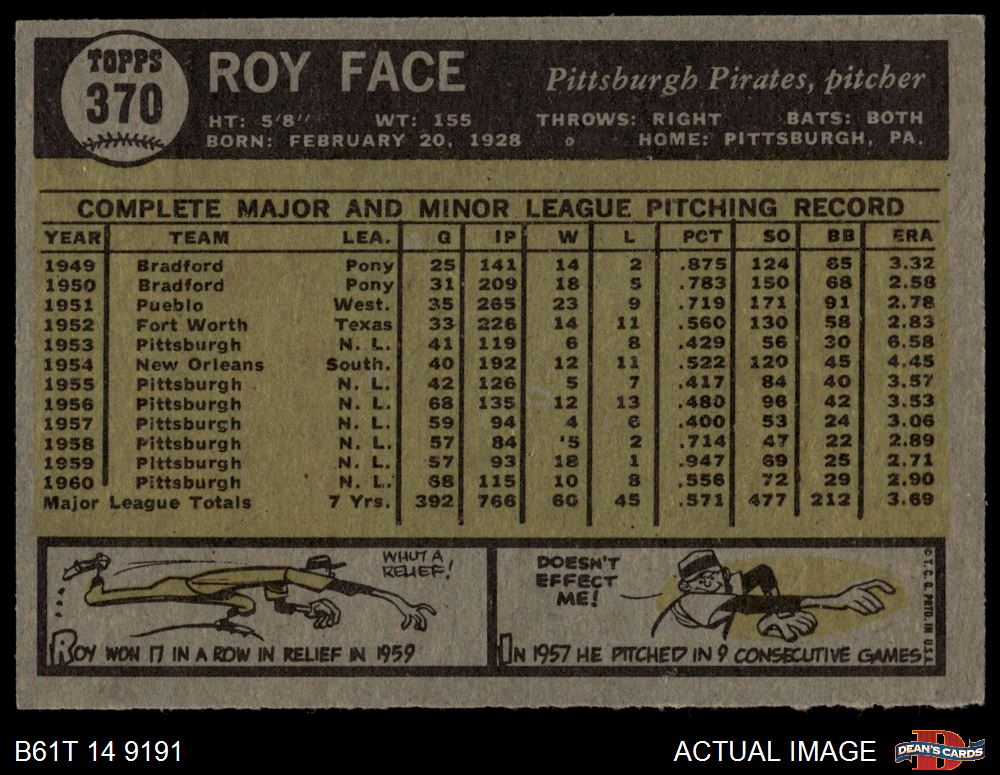 TOPPS
370
ROY FACE
Pittsburgh Pirates, pitcher
HT: 5'8" WT: 155 THROWS: RIGHT BATS: BOTH
BORN: FEBRUARY 20, 1928 HOME: PITTSBURGH, PA.
COMPLETE MAJOR AND MINOR LEAGUE PITCHING RECORD
YEAR TEAM LEA. G IP W L PCT SO BB ERA
1949 Bradford Pony 25 141 14 2 .875 124 85 3.32
1950 Bradford Pony 31 209 18 5 .783 150 68 2.58
1951 Pueblo West. 35 265 23 9 .719 171 91 2.78
1952 Fort Worth Texas 33 226 14 11 .560 130 58 2.83
1953 Pittsburgh N. L. 41 119 6 8 .429 56 30 6.58
1954 New Orleans South. 40 192 12 11 .522 120 45 4.45
1955 Pittsburgh N. L. 42 126 5 7 .417 84 40 3.57
1956 Pittsburgh N. L. 68 135 12 13 .480 96 42 3.53
1957 Pittsburgh N. L. 59 94 4 6 .400 53 24 3.06
1958 Pittsburgh N. L. 57 84 '5 2 .714 47 22 2.89
1959 Pittsburgh N. L. 57 93 18 1 .947 69 25 2.71
1960 Pittsburgh N. L. 68 115 10 8 .556 72 29 2.90
Major League Totals 7 Yrs. 392 766 60 45 .571 477 212 3.69
WHUT A
RELIEF!
ROY WON 17 IN A ROW IN RELIEF IN 1959
DOESN'T
EFFECT
ME!
IN 1957 HE PITCHED IN 9 CONSECUTIVE GAMES
© T. C. G. PRTD. IN U.S.A.
B61T 14 9191
ACTUAL IMAGE
D
DEAN'S CARDS